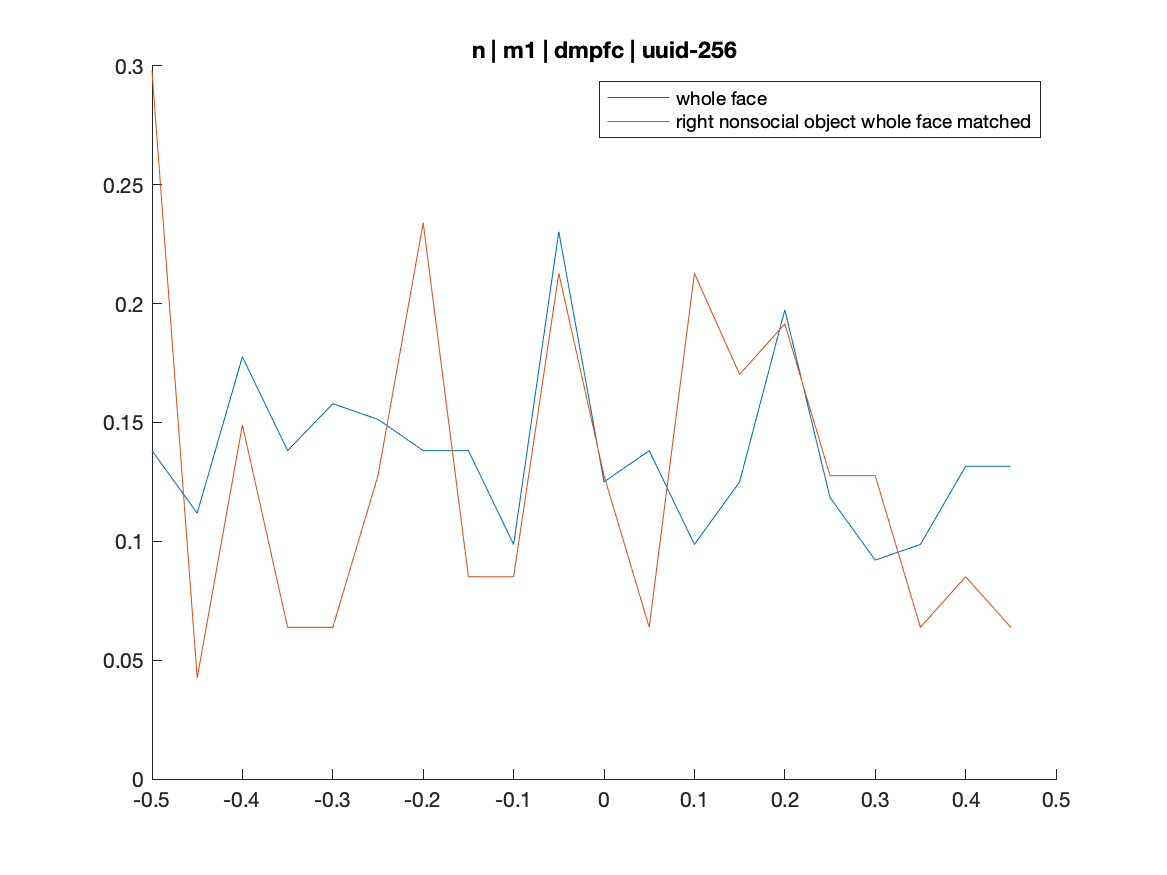 n | m1 | dmpfc | uuid-256
whole face
right nonsocial object whole face matched
0.3
0.25
0.2
0.15
0.1
0.05
0
-0.5 -0.4 -0.3 -0.2 -0.1 0 0.1 0.2 0.3 0.4 0.5